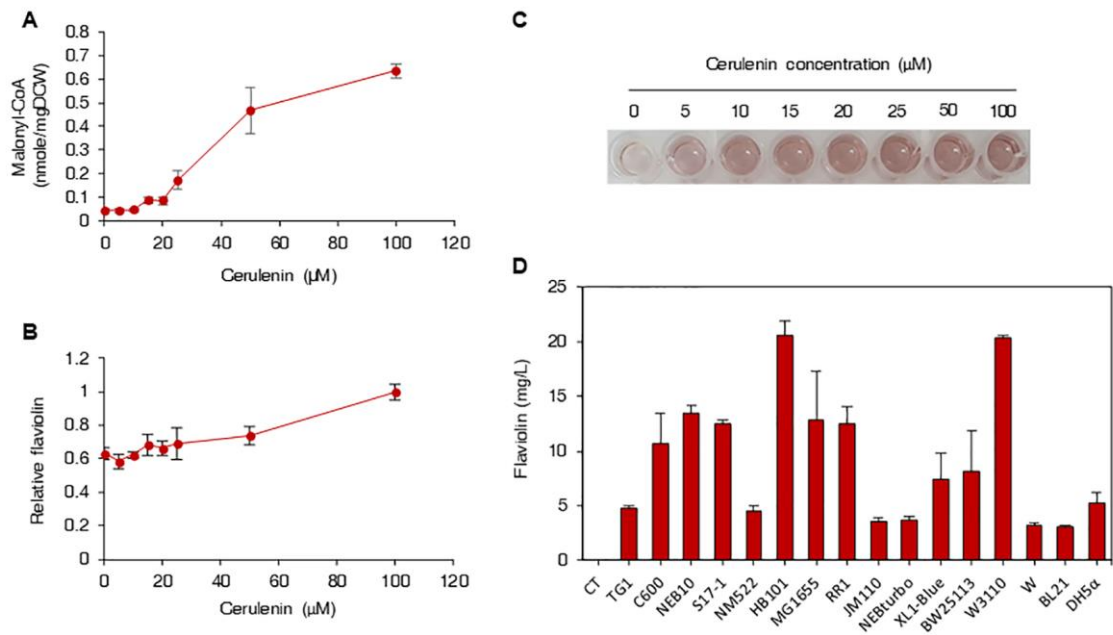 A
Malonyl-CoA
(nmole/mgDCW)
0.8
0.7
0.6
0.5
0.4
0.3
0.2
0.1
0
0 20 40 60 80 100 120
Cerulenin (µM)
B
Relative flaviolin
1.2
1
0.8
0.6
0.4
0.2
0
0 20 40 60 80 100 120
Cerulenin (µM)
C
Cerulenin concentration (µM)
0 5 10 15 20 25 50 100
D
Flaviolin (mg/L)
25
20
15
10
5
0
CT TG1 C600 NEB10 S17-1 NM522 HB101 MG1655 RR1 JM110 NEBturbo XL1-Blue BW25113 W3110 W BL21 DH5α